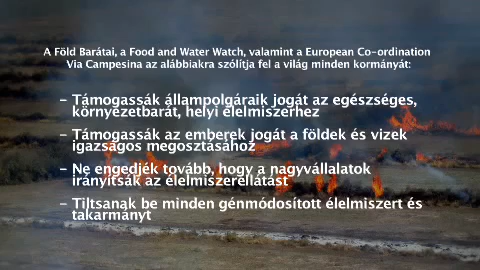 A Föld Barátai, a Food and Water Watch, valamint a European Co-ordination
Via Campesina az alábbiakra szólítja fel a világ minden kormányát:
- Támogassák állampolgáraik jogát az egészséges,
környezetbarát, helyi élelmiszerhez
- Támogassák az emberek jogát a földek és vizek
igazságos megosztásához
- Ne engedjék tovább, hogy a nagyvállalatok
irányítsák az élelmiszerellátást
- Tiltsanak be minden génmódosított élelmiszert és
takarmányt